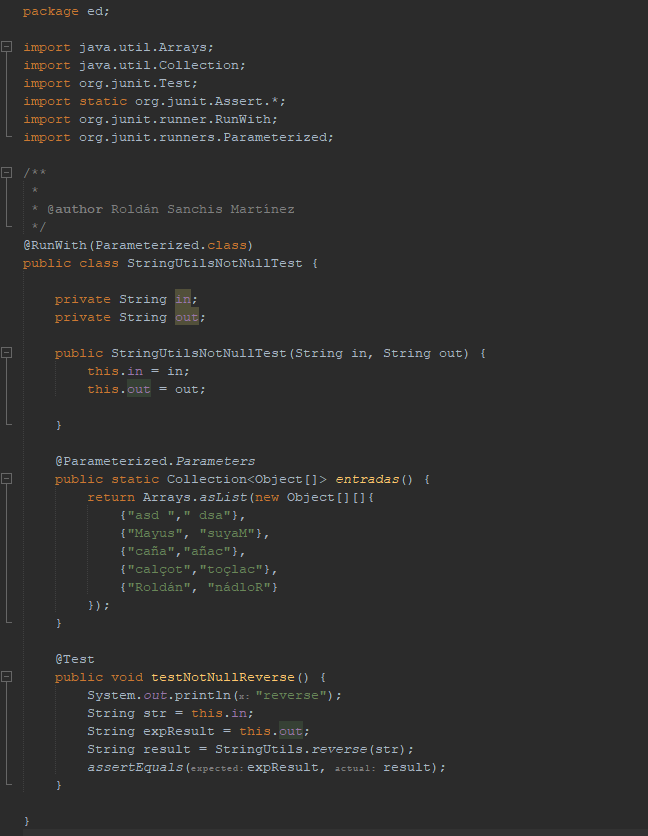 package ed;
import java.util.Arrays;
import java.util.Collection;
import org.junit.Test;
import static org.junit.Assert.*;
import org.junit.runner.RunWith;
import org.junit.runners.Parameterized;
/**
 *
 * @author Roldán Sanchis Martínez
 */
@RunWith(Parameterized.class)
public class StringUtilsNotNullTest {
    private String in;
    private String out;
    public StringUtilsNotNullTest(String in, String out) {
        this.in = in;
        this.out = out;
    }
    @Parameterized.Parameters
    public static Collection<Object[]> entradas() {
        return Arrays.asList(new Object[][]{
            {"asd "," dsa"},
            {"Mayus", "suyaM"},
            {"caña","añac"},
            {"calçot","toçlac"},
            {"Roldán", "nádloR"}
        });
    }
    @Test
    public void testNotNullReverse() {
        System.out.println(x: "reverse");
        String str = this.in;
        String expResult = this.out;
        String result = StringUtils.reverse(str);
        assertEquals(expected: expResult, actual: result);
    }
}